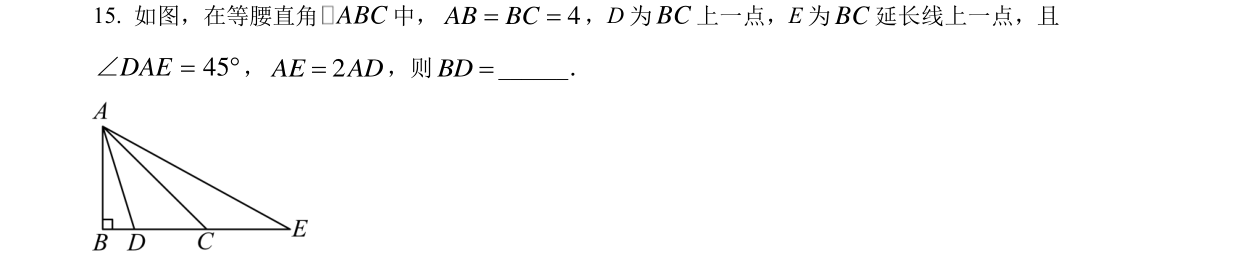 15. 如图，在等腰直角□ABC中，AB=BC=4，D为BC上一点，E为BC延长线上一点，且
∠DAE=45°，AE=2AD，则BD=_____.
A
B D C E